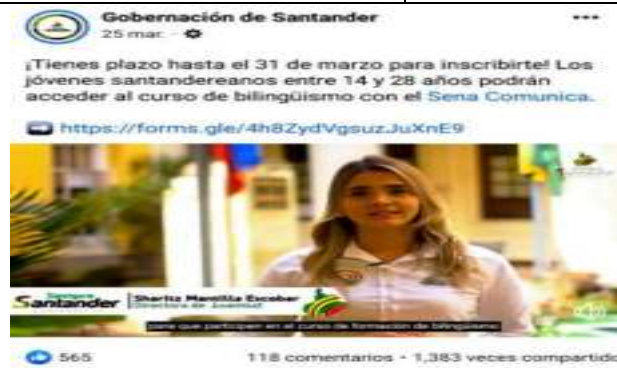 Gobernación de Santander
25 mar. ·
¡Tienes plazo hasta el 31 de marzo para inscribirte! Los
jóvenes santandereanos entre 14 y 28 años podrán
acceder al curso de bilingüismo con el Sena Comunica.
https://forms.gle/4h8ZydVgsuzJuXnE9
Siempre
Santander
Sharitz Mantilla Escobar
Directora de Juventud
para que participen en el curso de formación de bilingüismo
565
118 comentarios · 1,383 veces compartido